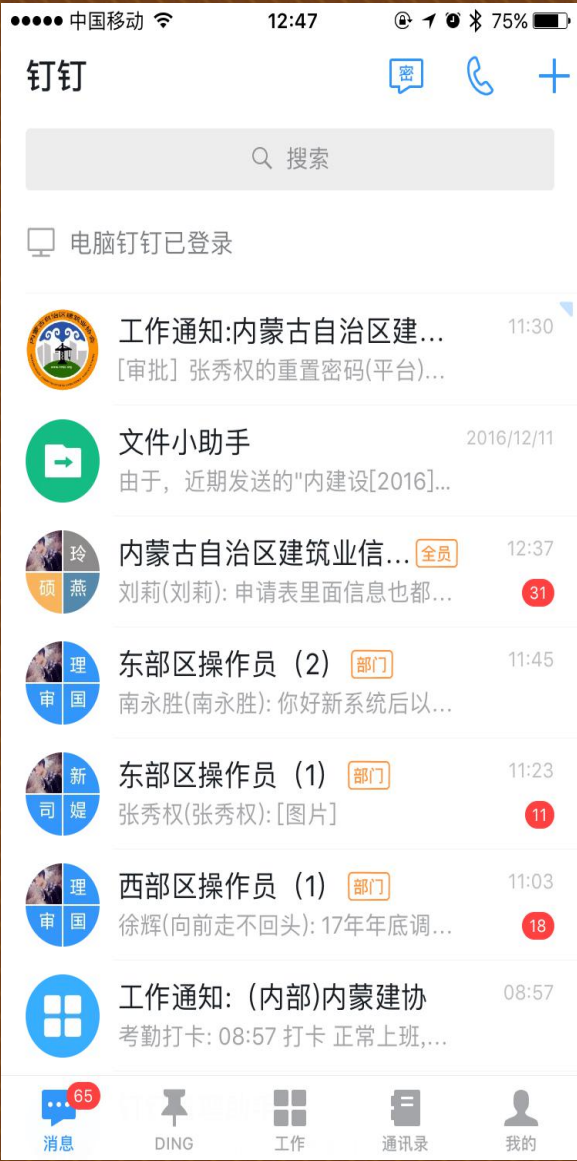 中国移动 12:47 75%
钉钉 密
搜索
电脑钉钉已登录
工作通知:内蒙古自治区建... 11:30
[审批] 张秀权的重置密码(平台)...
文件小助手 2016/12/11
由于，近期发送的"内建设[2016]...
玲 硕 燕
内蒙古自治区建筑业信... 全员 12:37
刘莉(刘莉): 申请表里面信息也都... 31
理 审 国
东部区操作员（2） 部门 11:45
南永胜(南永胜): 你好新系统后以...
新 司 媞
东部区操作员（1） 部门 11:23
张秀权(张秀权): [图片] 11
理 审 国
西部区操作员（1） 部门 11:03
徐辉(向前走不回头): 17年年底调... 18
工作通知:（内部)内蒙建协 08:57
考勤打卡: 08:57 打卡 正常上班,...
65
消息 DING 工作 通讯录 我的